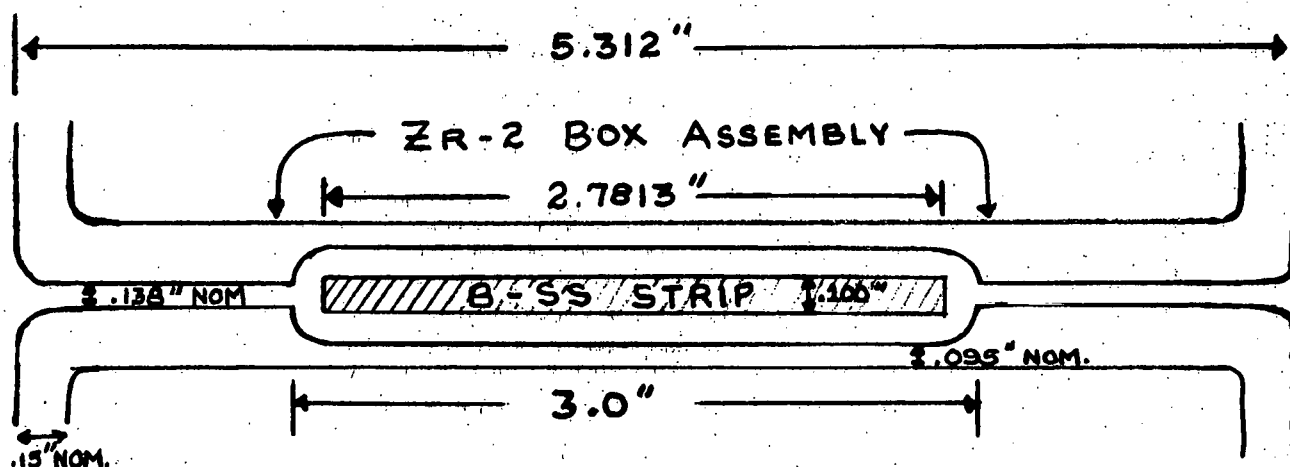 5.312"
ZR-2 BOX ASSEMBLY
2.7813"
.138" NOM
B-SS STRIP .100"
.095" NOM.
3.0"
.15" NOM.